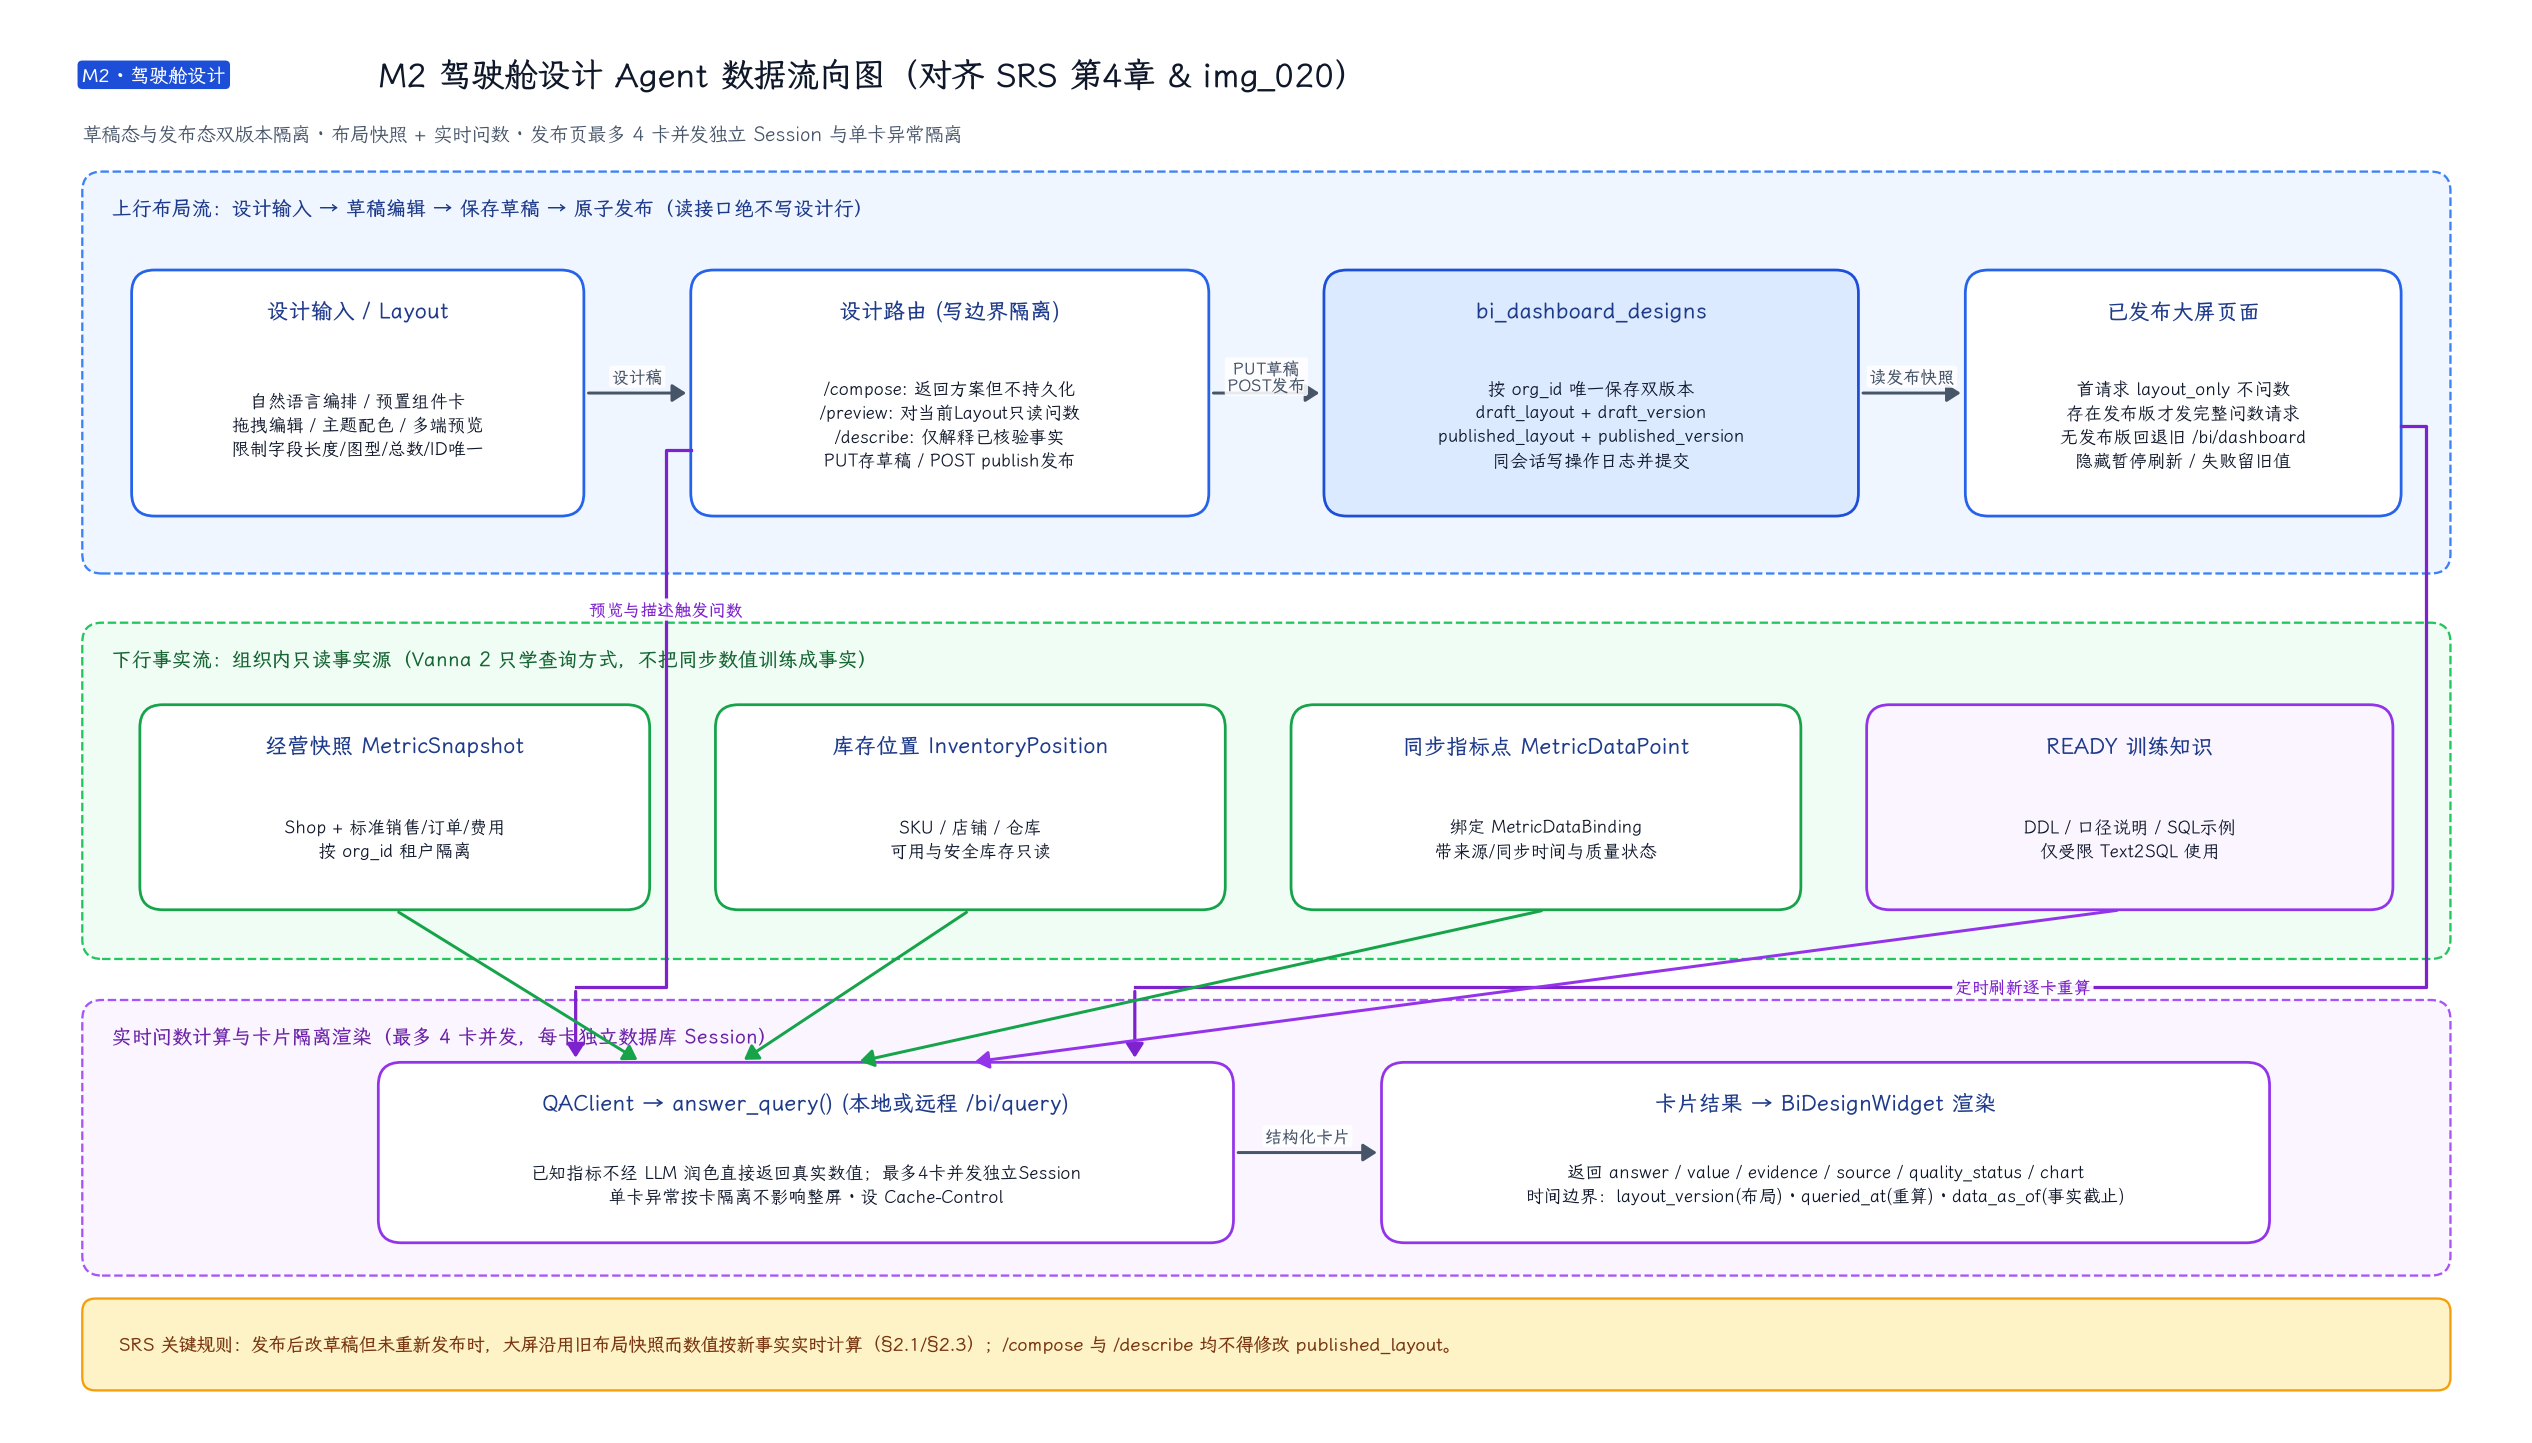 M2・驾驶舱设计
M2 驾驶舱设计 Agent 数据流向图（对齐 SRS 第4章 & img_020）
草稿态与发布态双版本隔离・布局快照 + 实时问数・发布页最多 4 卡并发独立 Session 与单卡异常隔离
上行布局流：设计输入 → 草稿编辑 → 保存草稿 → 原子发布（读接口绝不写设计行）
设计输入 / Layout
自然语言编排 / 预置组件卡
拖拽编辑 / 主题配色 / 多端预览
限制字段长度/图型/总数/ID唯一
设计稿
设计路由 (写边界隔离)
/compose: 返回方案但不持久化
/preview: 对当前Layout只读问数
/describe: 仅解释已核验事实
PUT存草稿 / POST publish发布
PUT草稿
POST发布
bi_dashboard_designs
按 org_id 唯一保存双版本
draft_layout + draft_version
published_layout + published_version
同会话写操作日志并提交
读发布快照
已发布大屏页面
首请求 layout_only 不问数
存在发布版才发完整问数请求
无发布版回退旧 /bi/dashboard
隐藏暂停刷新 / 失败留旧值
预览与描述触发问数
下行事实流：组织内只读事实源（Vanna 2 只学查询方式，不把同步数值训练成事实）
经营快照 MetricSnapshot
Shop + 标准销售/订单/费用
按 org_id 租户隔离
库存位置 InventoryPosition
SKU / 店铺 / 仓库
可用与安全库存只读
同步指标点 MetricDataPoint
绑定 MetricDataBinding
带来源/同步时间与质量状态
READY 训练知识
DDL / 口径说明 / SQL示例
仅受限 Text2SQL 使用
定时刷新逐卡重算
实时问数计算与卡片隔离渲染（最多 4 卡并发，每卡独立数据库 Session）
QAClient → answer_query() (本地或远程 /bi/query)
已知指标不经 LLM 润色直接返回真实数值；最多4卡并发独立Session
单卡异常按卡隔离不影响整屏・设 Cache-Control
结构化卡片
卡片结果 → BiDesignWidget 渲染
返回 answer / value / evidence / source / quality_status / chart
时间边界：layout_version(布局)・queried_at(重算)・data_as_of(事实截止)
SRS 关键规则：发布后改草稿但未重新发布时，大屏沿用旧布局快照而数值按新事实实时计算（§2.1/§2.3）；/compose 与 /describe 均不得修改 published_layout。